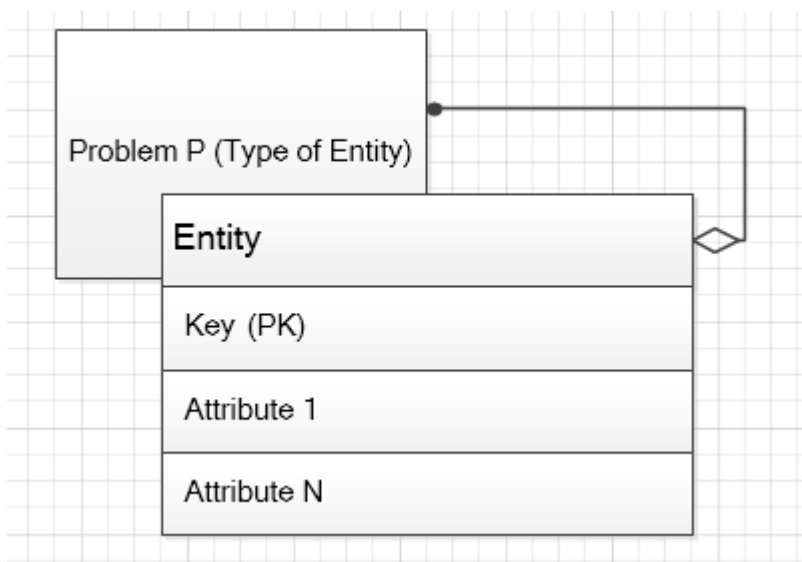 Problem P (Type of Entity)
Entity
Key (PK)
Attribute 1
Attribute N